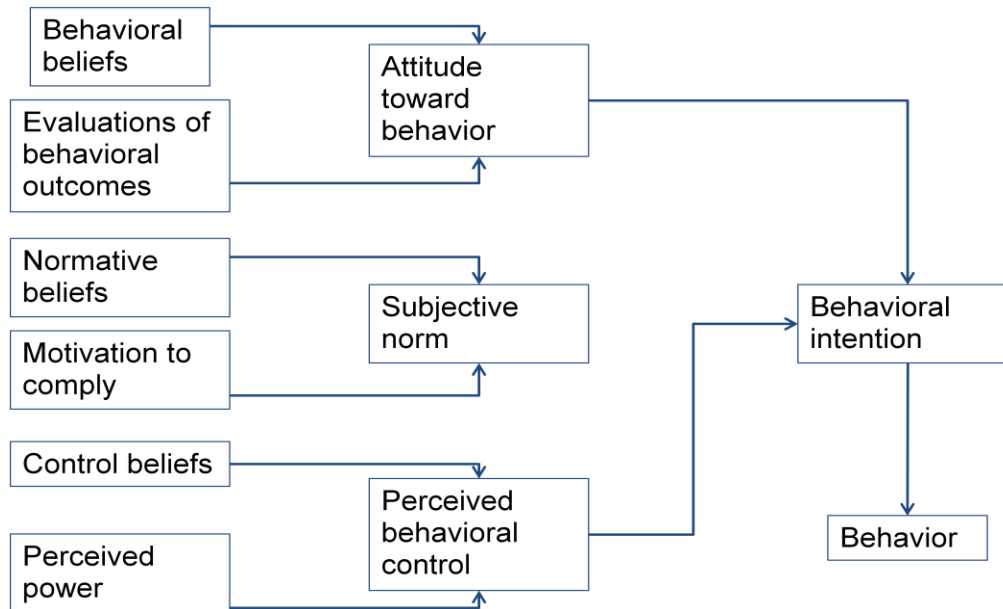 Behavioral
beliefs
Evaluations of
behavioral
outcomes
Attitude
toward
behavior
Normative
beliefs
Motivation to
comply
Subjective
norm
Control beliefs
Perceived
power
Perceived
behavioral
control
Behavioral
intention
Behavior